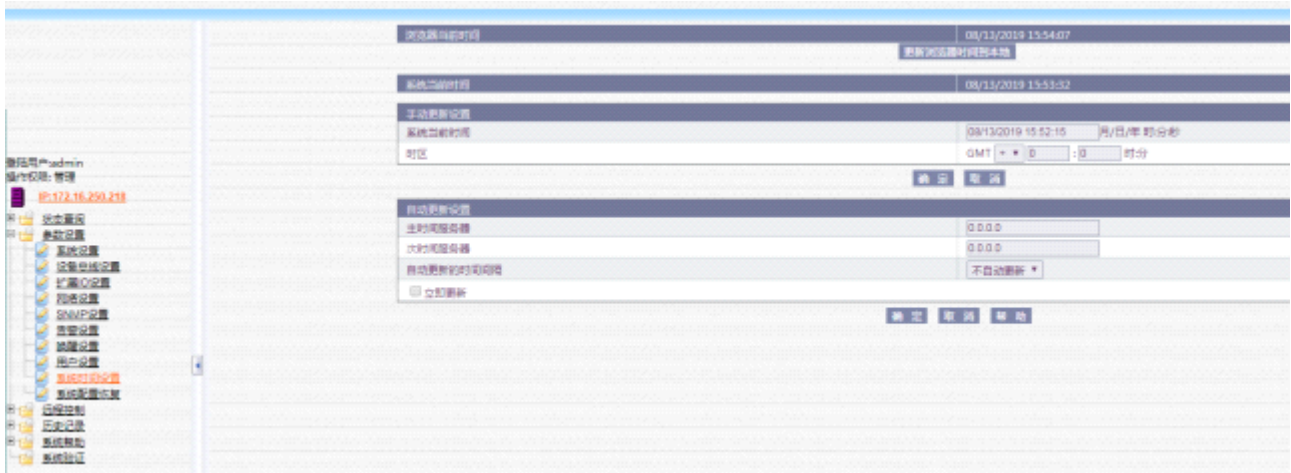 浏览器当前时间 08/13/2019 15:54:07
更新浏览器时间到本地
系统当前时间 08/13/2019 15:53:32
手动更新设置
系统当前时间 08/13/2019 15:52:16 月/日/年 时:分:秒
时区 GMT + 0 : 0 时:分
确 定 取 消
自动更新设置
主时间服务器 0.0.0.0
次时间服务器 0.0.0.0
自动更新的时间间隔 不自动更新
立即更新
确 定 取 消 帮 助
登陆用户:admin
操作权限: 管理
IP:172.16.250.218
状态查询
参数设置
系统设置
设备总线设置
扩展IO设置
网络设置
SNMP设置
告警设置
唤醒设置
用户设置
系统时间设置
系统配置恢复
远程控制
历史记录
系统帮助
系统验证